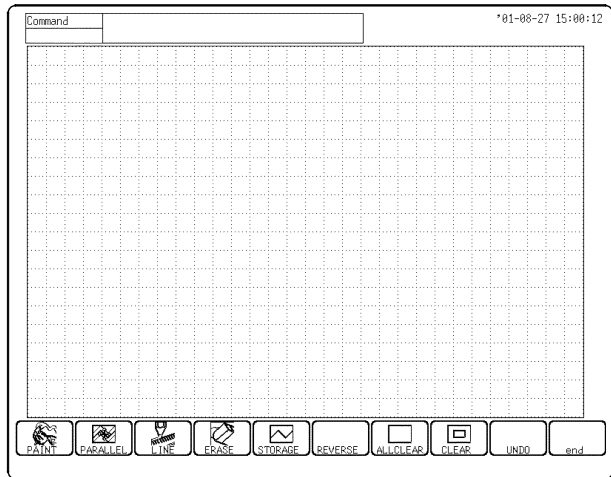 Command
'01-08-27 15:00:12
PAINT PARALLEL LINE ERASE STORAGE REVERSE ALLCLEAR CLEAR UNDO end